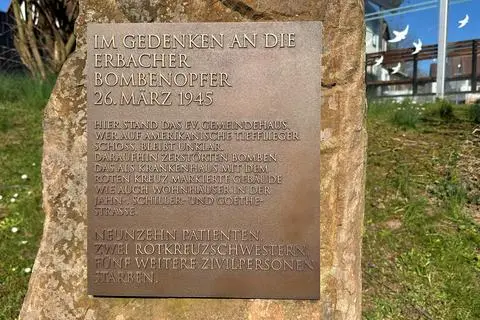 IM GEDENKEN AN DIE
ERBACHER
BOMBENOPFER
26. MÄRZ 1945
HIER STAND DAS EV. GEMEINDEHAUS.
WER AUF AMERIKANISCHE TIEFFLIEGER
SCHOSS, BLEIBT UNKLAR.
DARAUFHIN ZERSTÖRTEN BOMBEN
DAS ALS KRANKENHAUS MIT DEM
ROTEN KREUZ MARKIERTE GEBÄUDE
WIE AUCH WOHNHÄUSER IN DER
JAHN-, SCHILLER- UND GOETHE-
STRASSE.
NEUNZEHN PATIENTEN,
ZWEI ROTKREUZSCHWESTERN,
FÜNF WEITERE ZIVILPERSONEN
STARBEN.